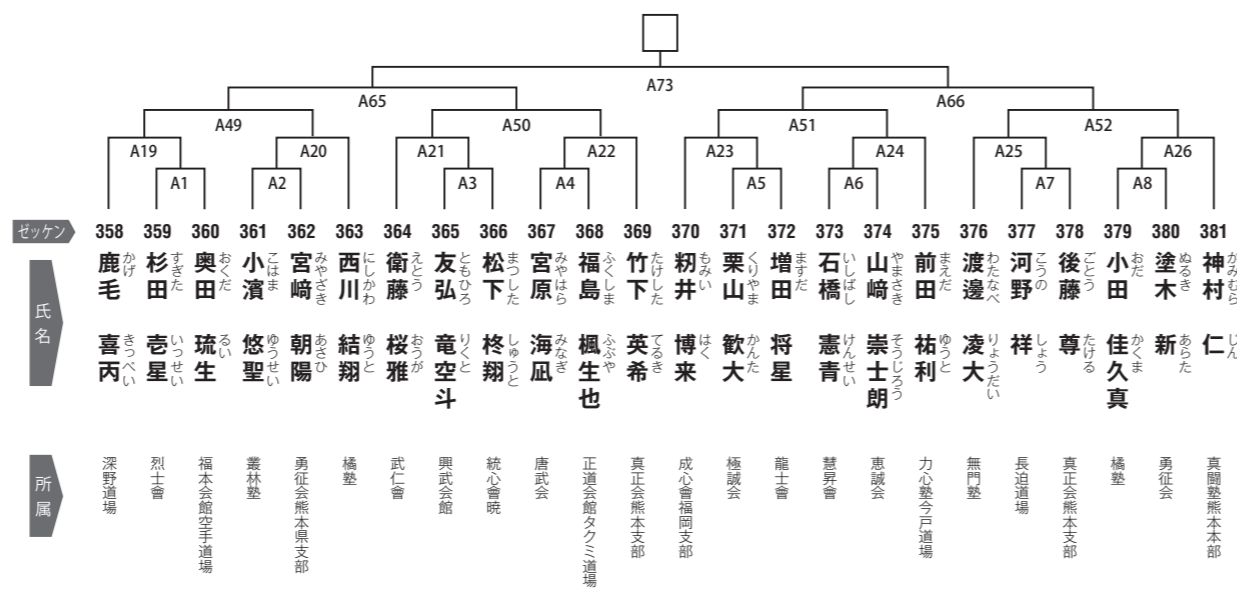 A73
A65 A66
A49 A50 A51 A52
A19 A20 A21 A22 A23 A24 A25 A26
A1 A2 A3 A4 A5 A6 A7 A8
ゼッケン 358 359 360 361 362 363 364 365 366 367 368 369 370 371 372 373 374 375 376 377 378 379 380 381
氏名
鹿毛 喜丙 かげ きっぺい
杉田 壱星 すぎた いっせい
奥田 琉生 おくだ るい
小濱 悠聖 こはま ゆうせい
宮﨑 朝陽 みやざき あさひ
西川 結翔 にしかわ ゆうと
衛藤 桜雅 えとう おうが
友弘 竜空斗 ともひろ りくと
松下 柊翔 まつした しゅうと
宮原 海凪 みやはら みなぎ
福島 楓生也 ふくしま ふぶや
竹下 英希 たけした てるき
籾井 博来 もみい はく
栗山 歓大 くりやま かんた
増田 将星 ますだ
石橋 憲青 いしばし けんせい
山﨑 崇士朗 やまさき そうじろう
前田 祐利 まえだ ゆうと
渡邊 凌大 わたなべ りょうだい
河野 祥 こうの しょう
後藤 尊 ごとう たける
小田 佳久真 おだ かくま
塗木 新 ぬるき あらた
神村 仁 かみむら じん
所属
深野道場
烈士會
福本会館空手道場
叢林塾
勇征会熊本県支部
橘塾
武仁會
興武会館
統心會暁
唐武会
正道会館タクミ道場
真正会熊本支部
成心會福岡支部
極誠会
龍士會
慧昇會
恵誠会
力心塾今戸道場
無門塾
長迫道場
真正会熊本支部
橘塾
勇征会
真闘塾熊本本部